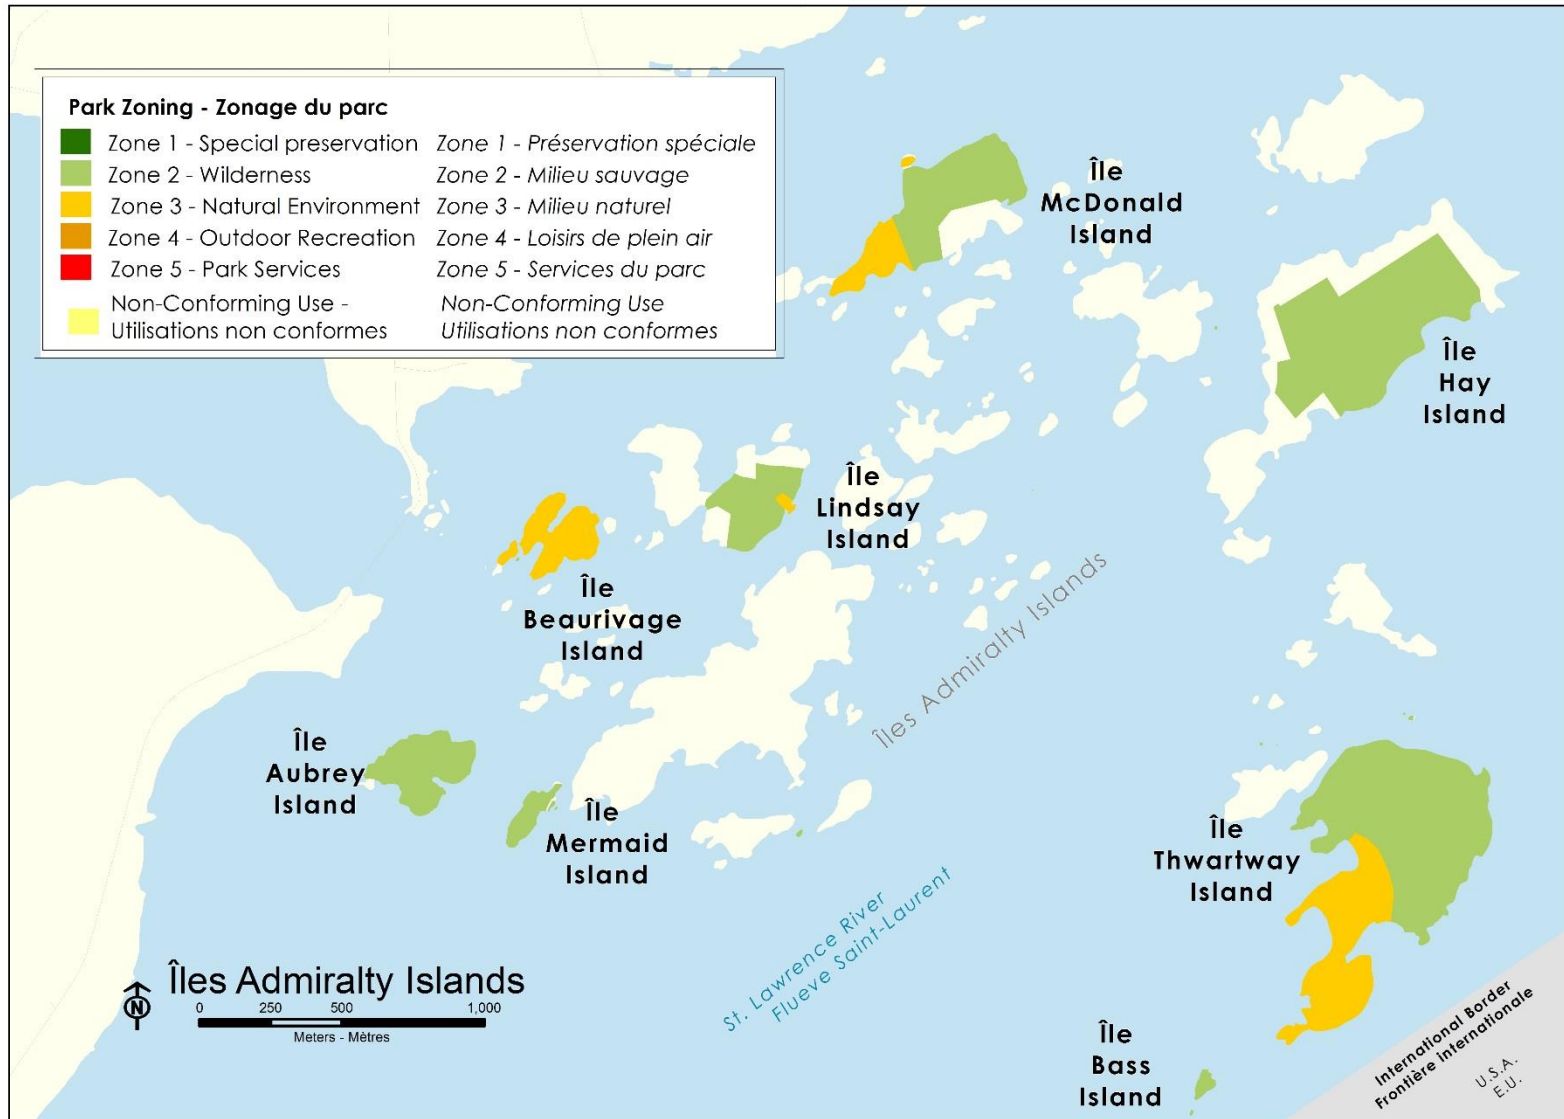 Park Zoning - Zonage du parc
Zone 1 - Special preservation Zone 1 - Préservation spéciale
Zone 2 - Wilderness Zone 2 - Milieu sauvage
Zone 3 - Natural Environment Zone 3 - Milieu naturel
Zone 4 - Outdoor Recreation Zone 4 - Loisirs de plein air
Zone 5 - Park Services Zone 5 - Services du parc
Non-Conforming Use - Non-Conforming Use
Utilisations non conformes Utilisations non conformes
Île
McDonald
Island
Île
Hay
Island
Île
Lindsay
Island
Île
Beaurivage
Island
Îles Admiralty Islands
Île
Aubrey
Island
Île
Mermaid
Island
Île
Thwartway
Island
St. Lawrence River
Flueve Saint-Laurent
Îles Admiralty Islands
N
0 250 500 1,000
Meters - Mètres
Île
Bass
Island
International Border
Frontière internationale
U.S.A.
E.U.